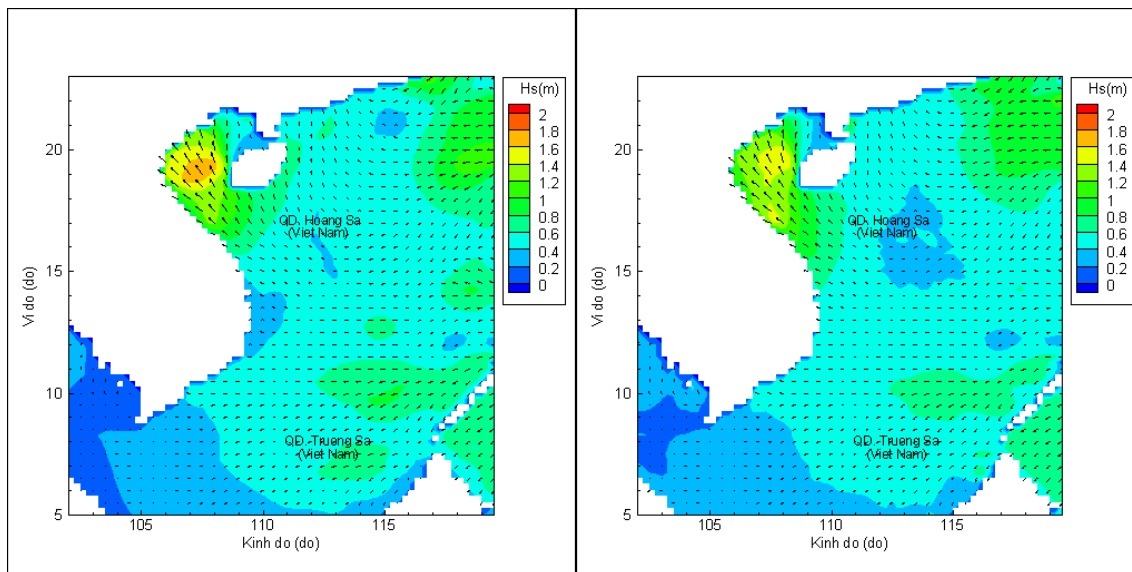 Hs(m)
2
1.8
1.6
1.4
1.2
1
0.8
0.6
0.4
0.2
0
20
15
10
5
Vi do (do)
QD. Hoang Sa
(Viet Nam)
QD. Truong Sa
(Viet Nam)
105
110
115
Kinh do (do)
Hs(m)
2
1.8
1.6
1.4
1.2
1
0.8
0.6
0.4
0.2
0
20
15
10
5
Vi do (do)
QD. Hoang Sa
(Viet Nam)
QD. Truong Sa
(Viet Nam)
105
110
115
Kinh do (do)